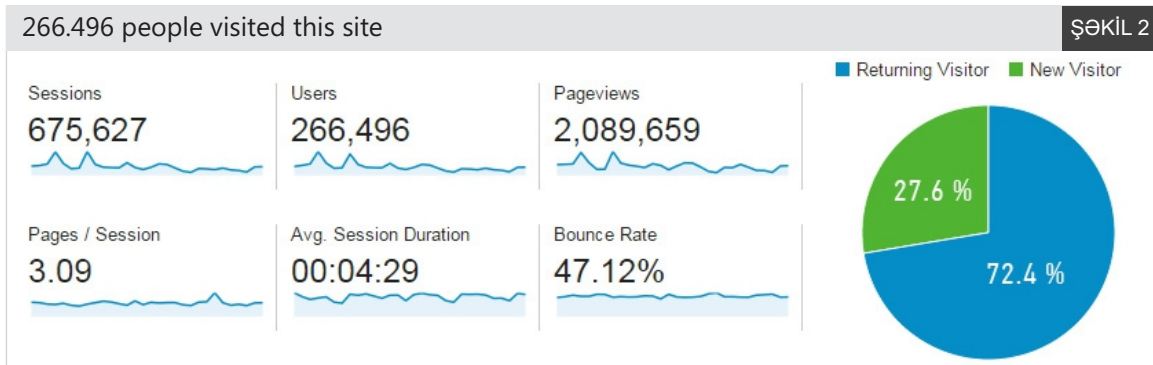 266.496 people visited this site
ŞƏKİL 2
Returning Visitor New Visitor
Sessions
675,627
Users
266,496
Pageviews
2,089,659
Pages / Session
3.09
Avg. Session Duration
00:04:29
Bounce Rate
47.12%
27.6 %
72.4 %